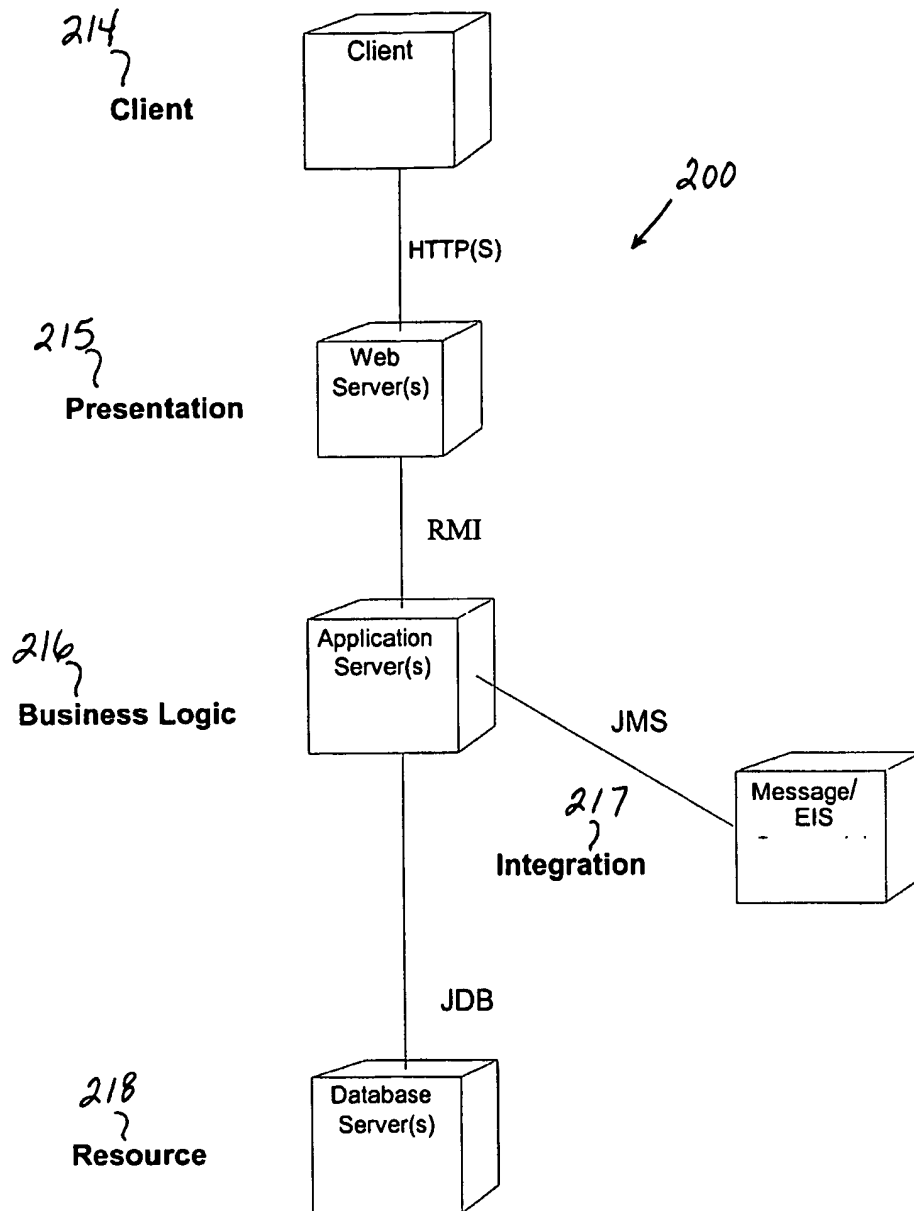 214
Client
Client
200
HTTP(S)
215
Presentation
Web
Server(s)
RMI
216
Business Logic
Application
Server(s)
JMS
217
Integration
Message/
EIS
JDB
218
Resource
Database
Server(s)